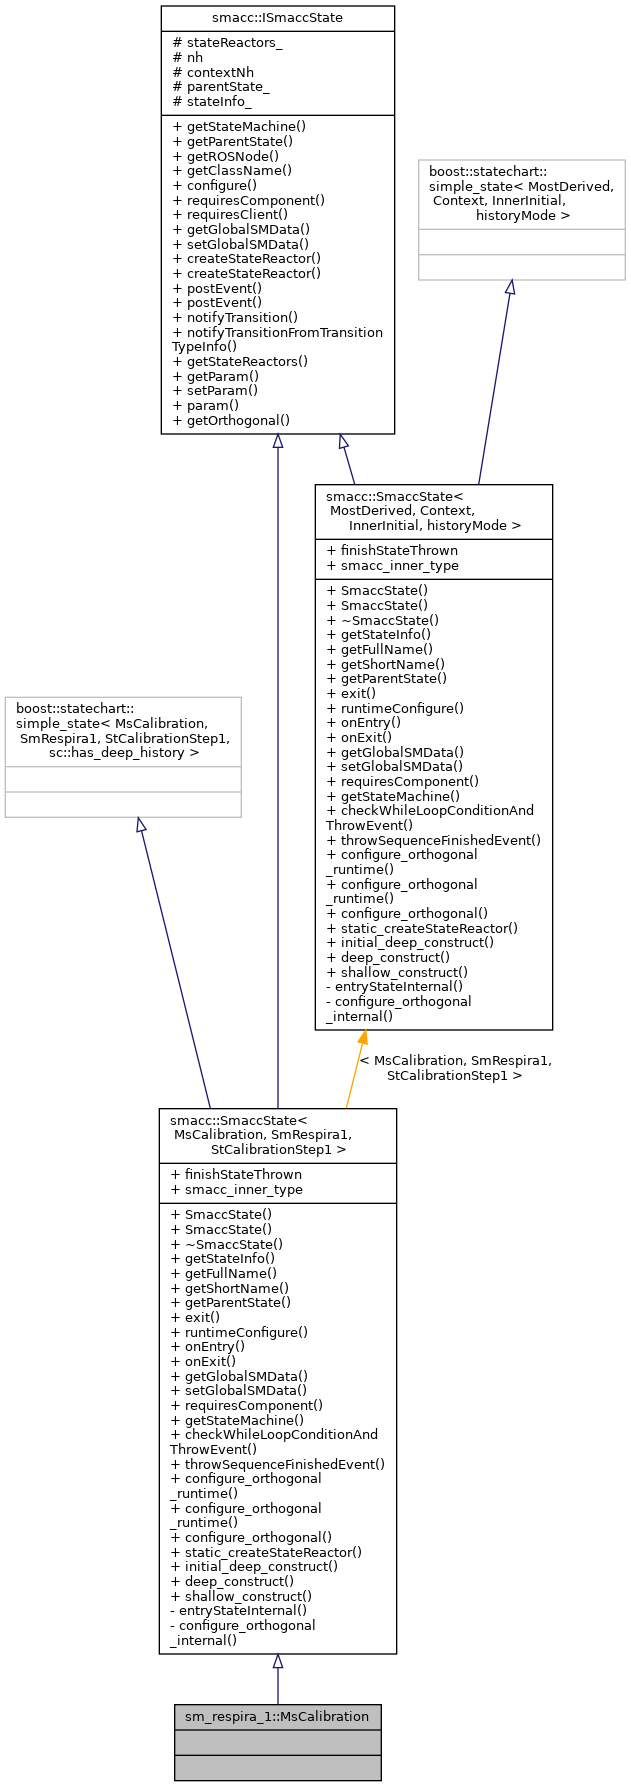 smacc::ISmaccState
# stateReactors_
# nh
# contextNh
# parentState_
# stateInfo_
+ getStateMachine()
+ getParentState()
+ getROSNode()
+ getClassName()
+ configure()
+ requiresComponent()
+ requiresClient()
+ getGlobalSMData()
+ setGlobalSMData()
+ createStateReactor()
+ createStateReactor()
+ postEvent()
+ postEvent()
+ notifyTransition()
+ notifyTransitionFromTransition
TypeInfo()
+ getStateReactors()
+ getParam()
+ setParam()
+ param()
+ getOrthogonal()
boost::statechart::
simple_state< MostDerived,
Context, InnerInitial,
historyMode >
smacc::SmaccState<
MostDerived, Context,
InnerInitial, historyMode >
+ finishStateThrown
+ smacc_inner_type
+ SmaccState()
+ SmaccState()
+ ~SmaccState()
+ getStateInfo()
+ getFullName()
+ getShortName()
+ getParentState()
+ exit()
+ runtimeConfigure()
+ onEntry()
+ onExit()
+ getGlobalSMData()
+ setGlobalSMData()
+ requiresComponent()
+ getStateMachine()
+ checkWhileLoopConditionAnd
ThrowEvent()
+ throwSequenceFinishedEvent()
+ configure_orthogonal
_runtime()
+ configure_orthogonal
_runtime()
+ configure_orthogonal()
+ static_createStateReactor()
+ initial_deep_construct()
+ deep_construct()
+ shallow_construct()
- entryStateInternal()
- configure_orthogonal
_internal()
boost::statechart::
simple_state< MsCalibration,
SmRespira1, StCalibrationStep1,
sc::has_deep_history >
< MsCalibration, SmRespira1,
StCalibrationStep1 >
smacc::SmaccState<
MsCalibration, SmRespira1,
StCalibrationStep1 >
+ finishStateThrown
+ smacc_inner_type
+ SmaccState()
+ SmaccState()
+ ~SmaccState()
+ getStateInfo()
+ getFullName()
+ getShortName()
+ getParentState()
+ exit()
+ runtimeConfigure()
+ onEntry()
+ onExit()
+ getGlobalSMData()
+ setGlobalSMData()
+ requiresComponent()
+ getStateMachine()
+ checkWhileLoopConditionAnd
ThrowEvent()
+ throwSequenceFinishedEvent()
+ configure_orthogonal
_runtime()
+ configure_orthogonal
_runtime()
+ configure_orthogonal()
+ static_createStateReactor()
+ initial_deep_construct()
+ deep_construct()
+ shallow_construct()
- entryStateInternal()
- configure_orthogonal
_internal()
sm_respira_1::MsCalibration